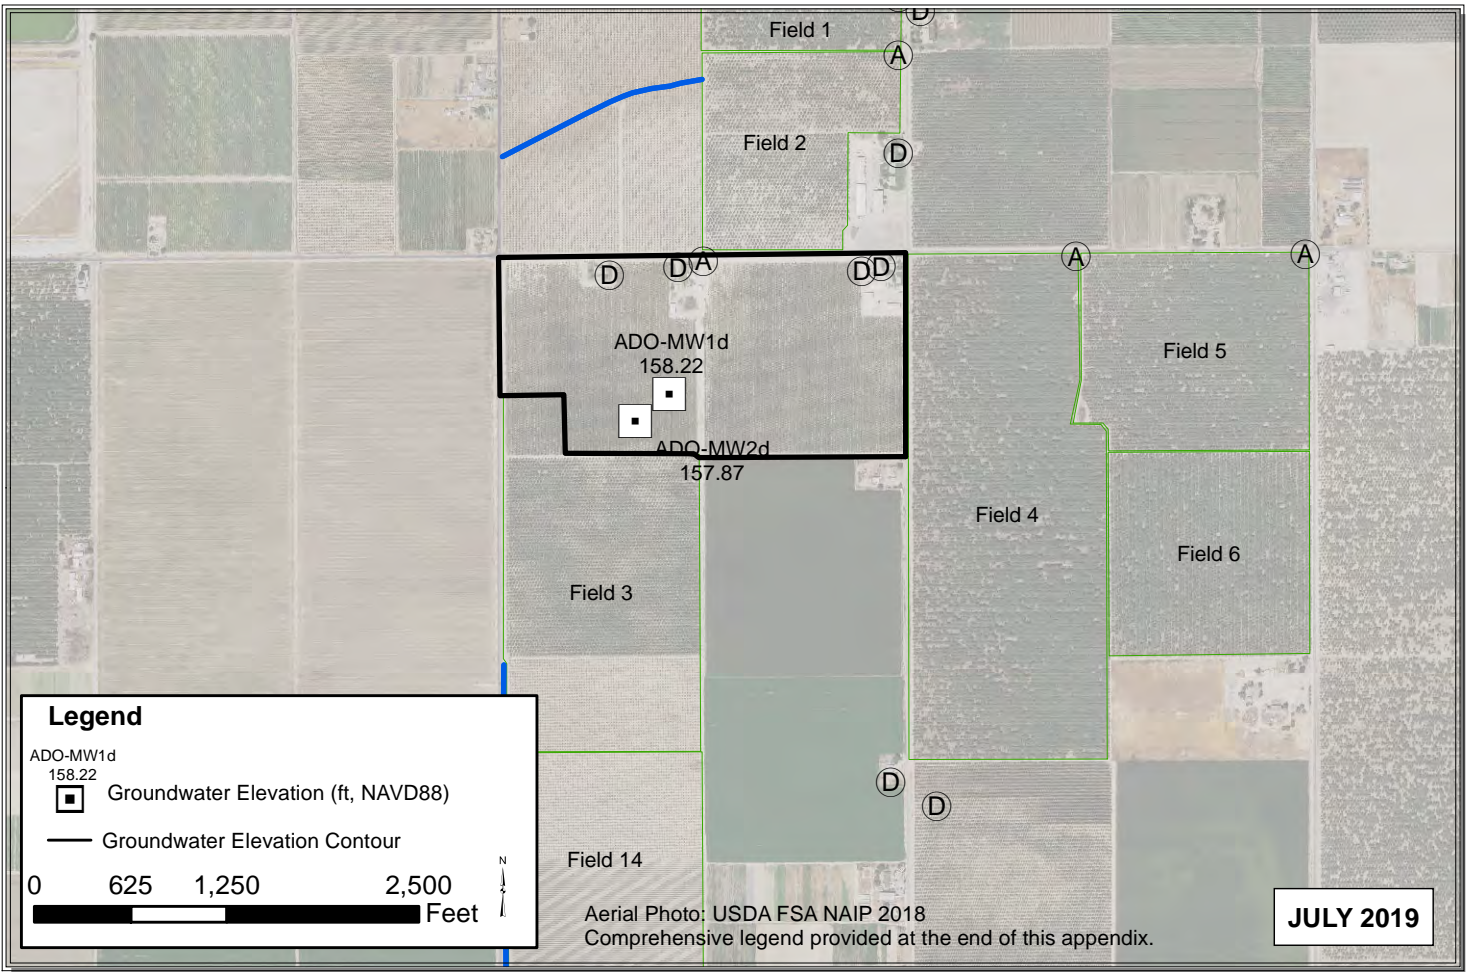 D
Field 1
A
Field 2
D
D
D
A
D
D
A
A
ADO-MW1d
158.22
Field 5
ADO-MW2d
157.87
Field 4
Field 6
Field 3
Legend
ADO-MW1d
158.22
Groundwater Elevation (ft, NAVD88)
Groundwater Elevation Contour
0 625 1,250 2,500
Feet
N
D
D
Field 14
Aerial Photo: USDA FSA NAIP 2018
Comprehensive legend provided at the end of this appendix.
JULY 2019